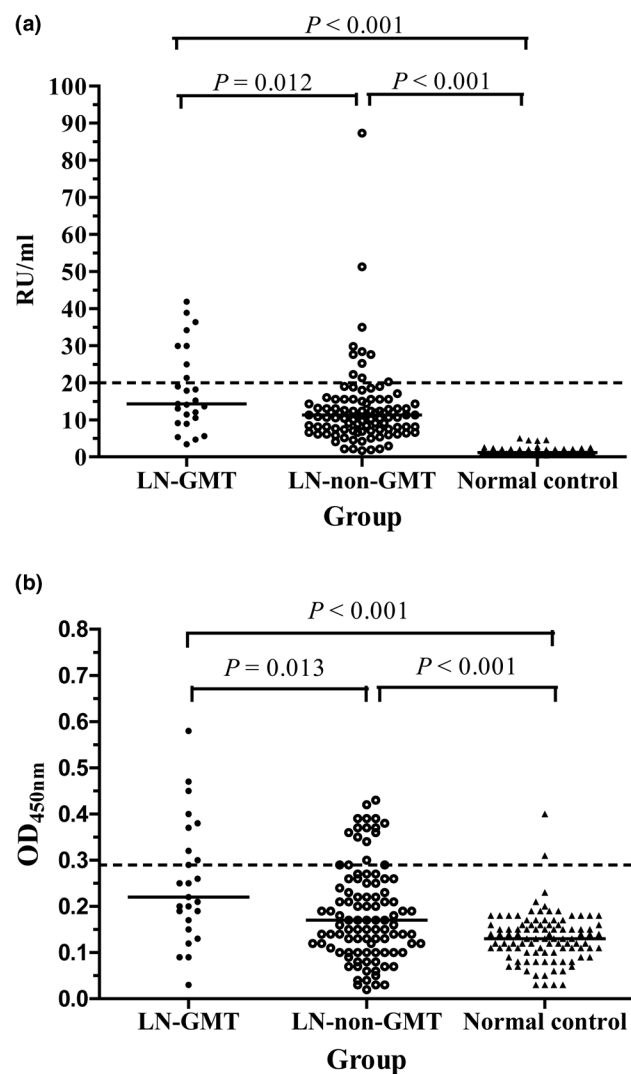 (a)
P < 0.001
P = 0.012
P < 0.001
100
90
80
70
60
50
40
30
20
10
0
RU/ml
LN-GMT
LN-non-GMT
Normal control
Group
(b)
P < 0.001
P = 0.013
P < 0.001
0.8
0.7
0.6
0.5
0.4
0.3
0.2
0.1
0.0
OD450nm
LN-GMT
LN-non-GMT
Normal control
Group